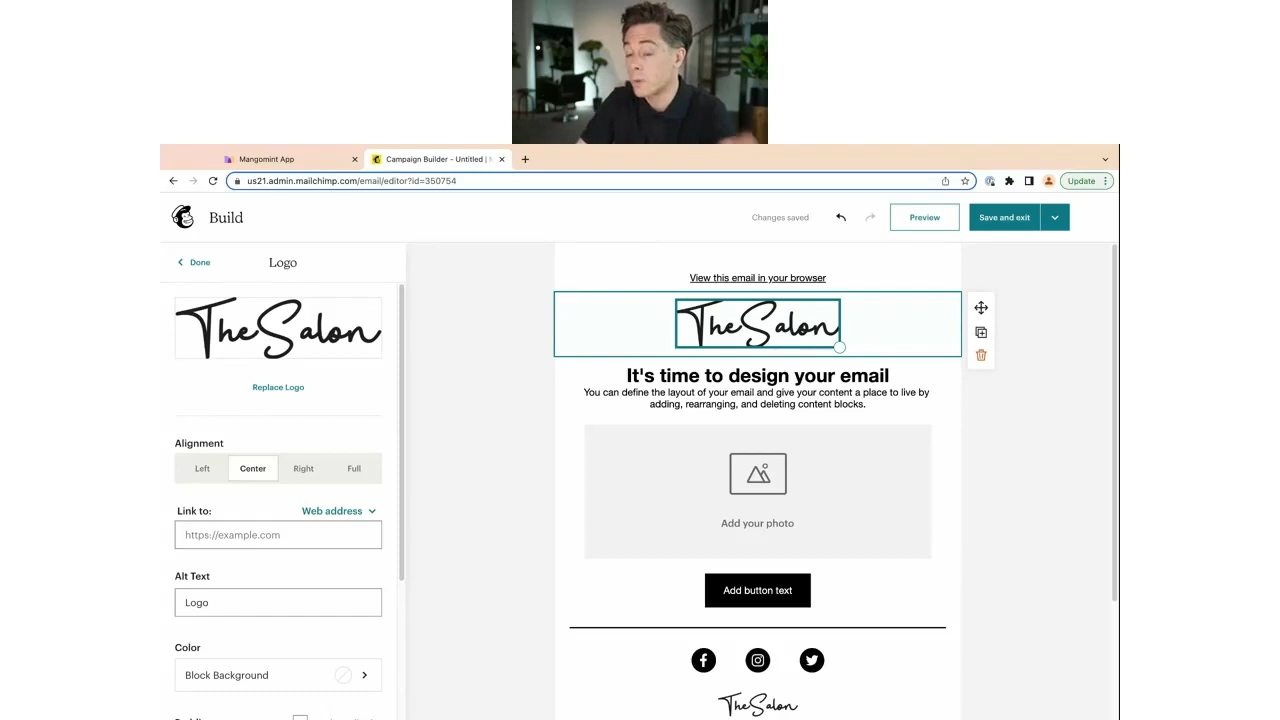 Mangomint App
Campaign Builder - Untitled |
us21.admin.mailchimp.com/email/editor?id=350754
Update
Build
Changes saved
Preview
Save and exit
Done
Logo
TheSalon
Replace Logo
Alignment
Left
Center
Right
Full
Link to:
Web address
https://example.com
Alt Text
Logo
Color
Block Background
View this email in your browser
TheSalon
It's time to design your email
You can define the layout of your email and give your content a place to live by
adding, rearranging, and deleting content blocks.
Add your photo
Add button text
TheSalon